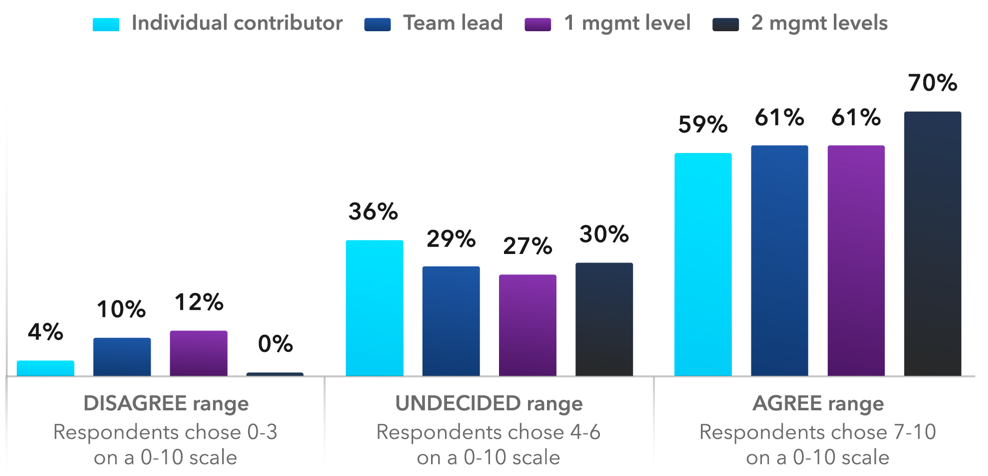 Individual contributor Team lead 1 mgmt level 2 mgmt levels
70%
59% 61% 61%
36%
29% 27% 30%
4% 10% 12% 0%
DISAGREE range
Respondents chose 0-3
on a 0-10 scale
UNDECIDED range
Respondents chose 4-6
on a 0-10 scale
AGREE range
Respondents chose 7-10
on a 0-10 scale